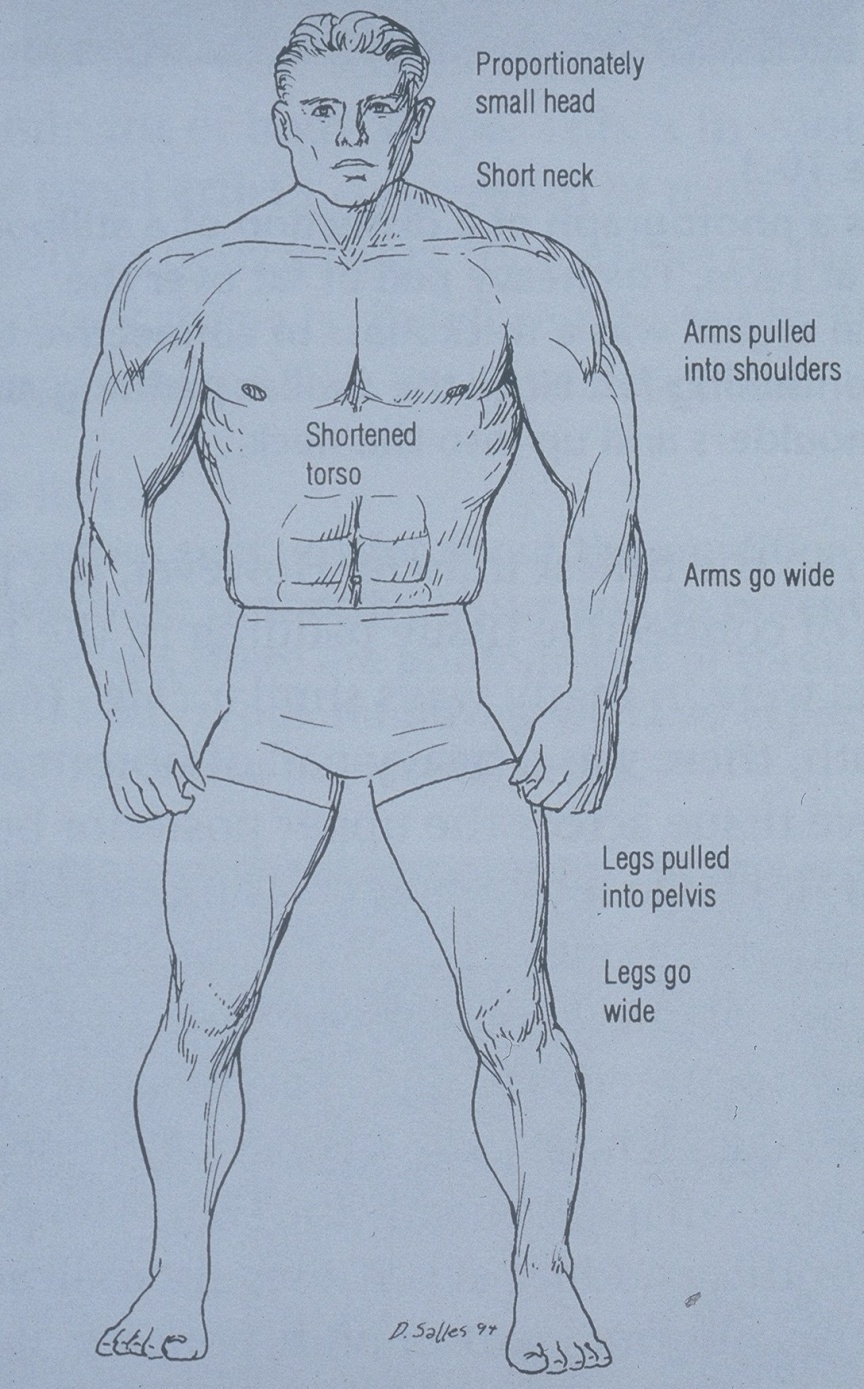 Proportionately
small head
Short neck
Arms pulled
into shoulders
Shortened
torso
Arms go wide
Legs pulled
into pelvis
Legs go
wide
D. Salles 94